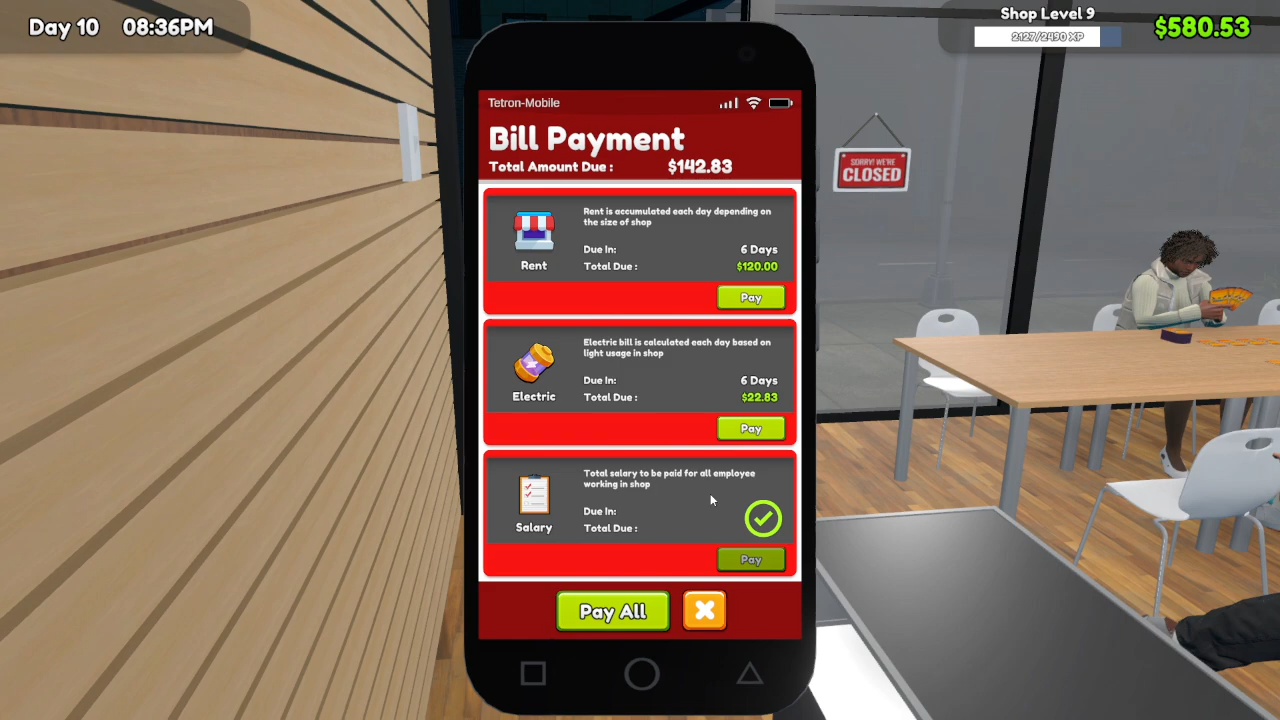 Day 10 08:36PM
Shop Level 9
2127/2490 XP
$580.53
Tetron-Mobile
Bill Payment
Total Amount Due : $142.83
Rent is accumulated each day depending on
the size of shop
Due In: 6 Days
Total Due : $120.00
Rent
Pay
Electric bill is calculated each day based on
light usage in shop
Due In: 6 Days
Total Due : $22.83
Electric
Pay
Total salary to be paid for all employee
working in shop
Due In:
Total Due :
Salary
Pay
Pay All
SORRY! WE'RE
CLOSED